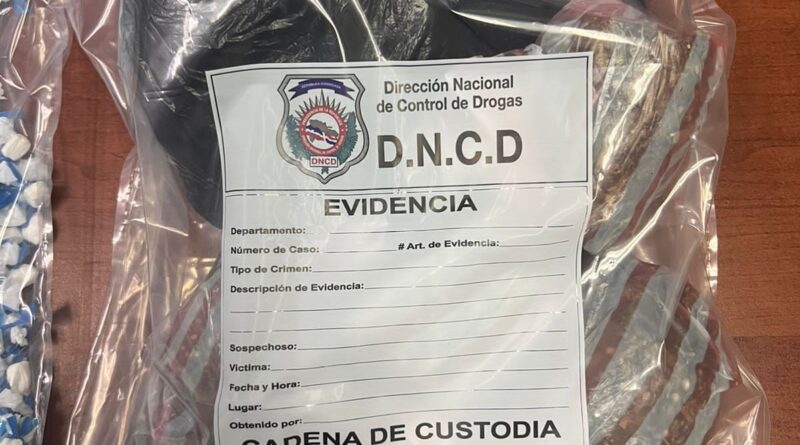 Dirección Nacional
de Control de Drogas
DNCD
D.N.C.D
EVIDENCIA
Departamento:
Número de Caso: # Art. de Evidencia:
Tipo de Crimen:
Descripción de Evidencia:
Sospechoso:
Victima:
Fecha y Hora:
Lugar:
Obtenido por:
CADENA DE CUSTODIA